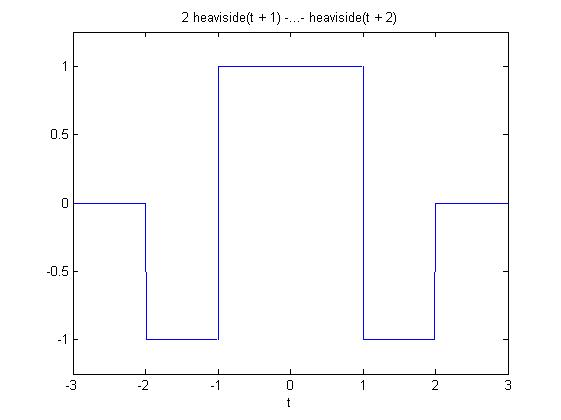 2 heaviside(t + 1) -...- heaviside(t + 2)
1
0.5
0
-0.5
-1
-3 -2 -1 0 1 2 3
t